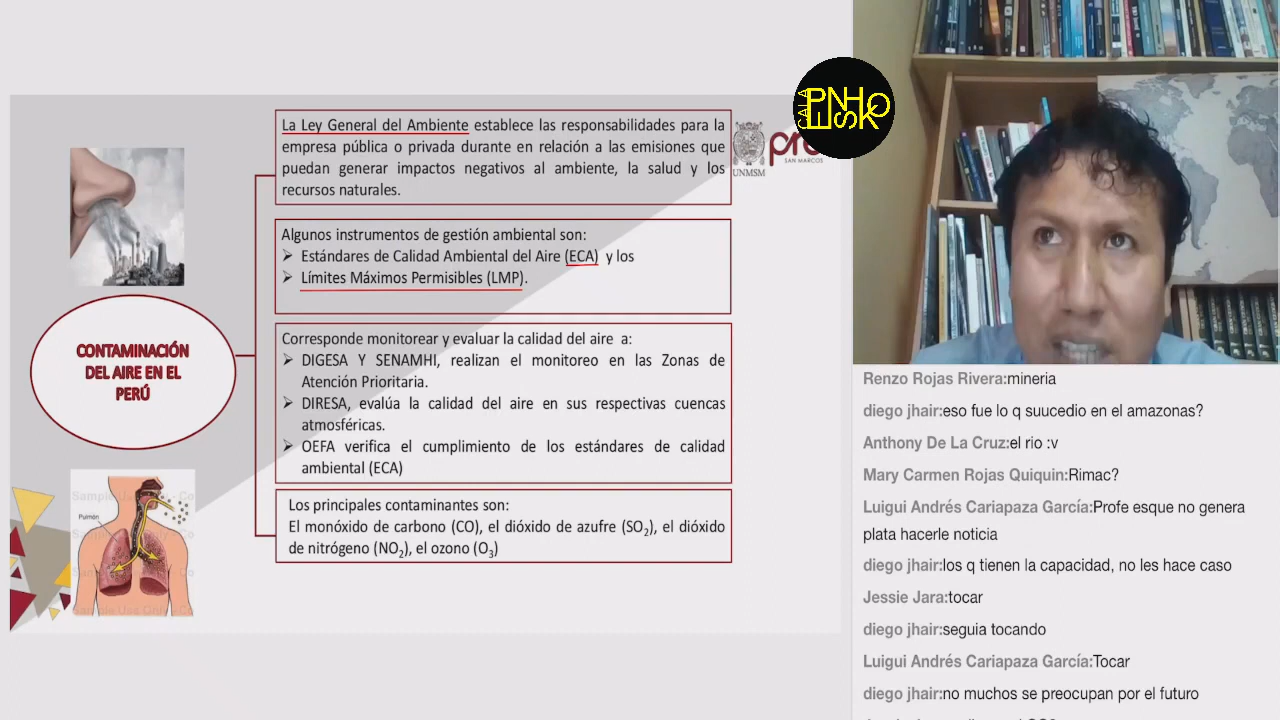 La Ley General del Ambiente establece las responsabilidades para la
empresa pública o privada durante en relación a las emisiones que
puedan generar impactos negativos al ambiente, la salud y los
recursos naturales.
Algunos instrumentos de gestión ambiental son:
➢ Estándares de Calidad Ambiental del Aire (ECA) y los
➢ Límites Máximos Permisibles (LMP).
CONTAMINACIÓN
DEL AIRE EN EL
PERÚ
Corresponde monitorear y evaluar la calidad del aire a:
➢ DIGESA Y SENAMHI, realizan el monitoreo en las Zonas de
Atención Prioritaria.
➢ DIRESA, evalúa la calidad del aire en sus respectivas cuencas
atmosféricas.
➢ OEFA verifica el cumplimiento de los estándares de calidad
ambiental (ECA)
Los principales contaminantes son:
El monóxido de carbono (CO), el dióxido de azufre (SO₂), el dióxido
de nitrógeno (NO₂), el ozono (O₃)
Pulmón
UNMSM
SAN MARCOS
Renzo Rojas Rivera:mineria
diego jhair:eso fue lo q suucedio en el amazonas?
Anthony De La Cruz:el rio :v
Mary Carmen Rojas Quiquin:Rimac?
Luigui Andrés Cariapaza García:Profe esque no genera
plata hacerle noticia
diego jhair:los q tienen la capacidad, no les hace caso
Jessie Jara:tocar
diego jhair:seguia tocando
Luigui Andrés Cariapaza García:Tocar
diego jhair:no muchos se preocupan por el futuro